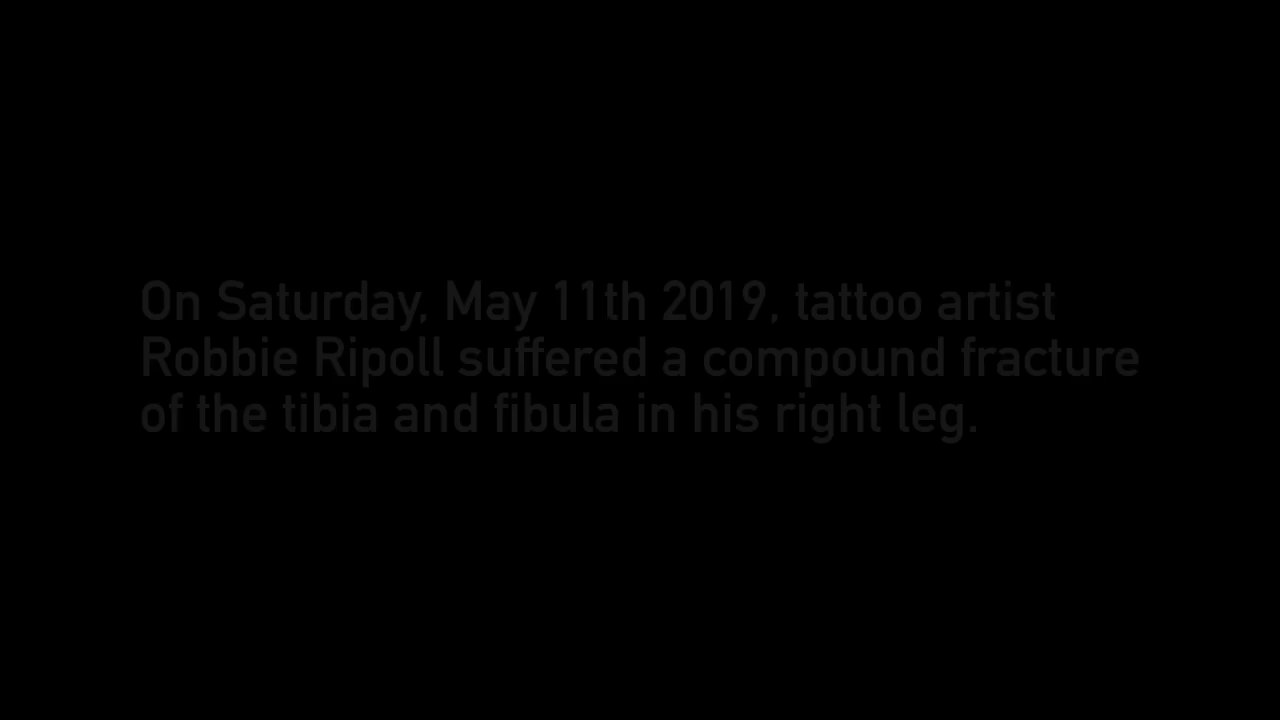 On Saturday, May 11th 2019, tattoo artist
Robbie Ripoll suffered a compound fracture
of the tibia and fibula in his right leg.